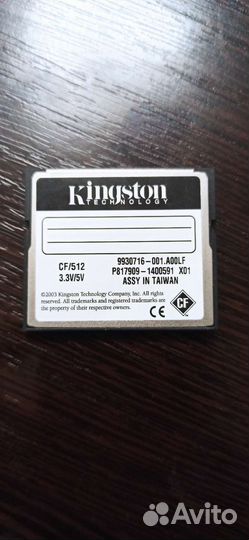 Kingston
TECHNOLOGY
CF/512
3.3V/5V
9930716-001.A00LF
P817909-1400591 X01
ASSY IN TAIWAN
©2003 Kingston Technology Company, Inc. All rights
reserved. All trademarks and registered trademarks are
the property of their respective owners.
CE
CF
Avito